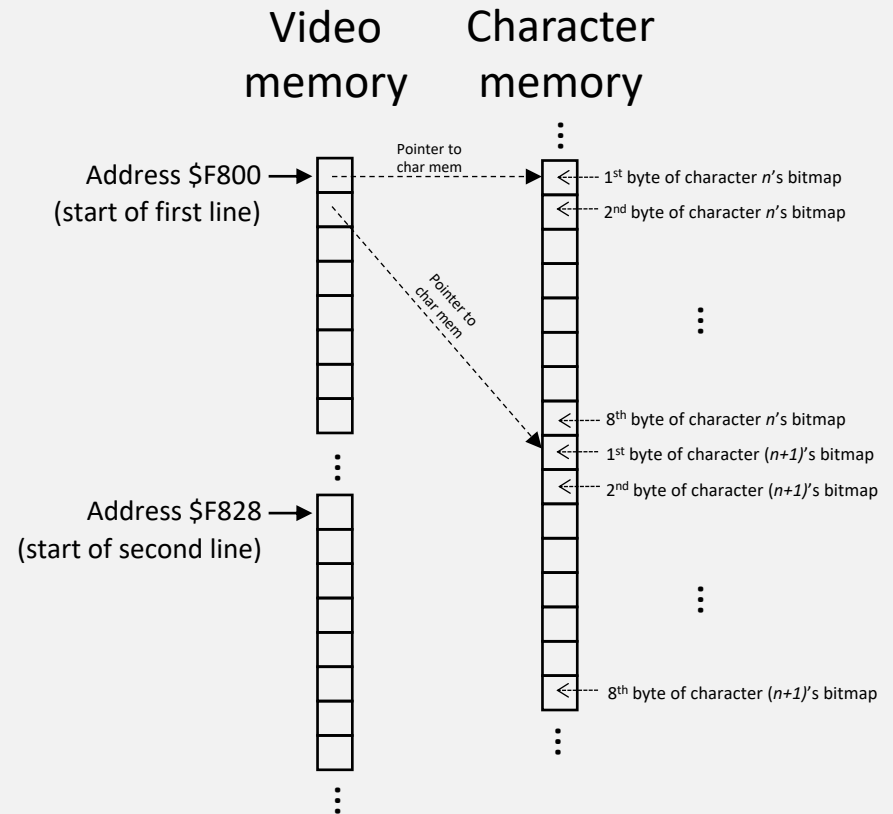 Video
memory
Character
memory
Address $F800
(start of first line)
Pointer to
char mem
1st byte of character n's bitmap
2nd byte of character n's bitmap
Pointer to
char mem
8th byte of character n's bitmap
1st byte of character (n+1)'s bitmap
2nd byte of character (n+1)'s bitmap
Address $F828
(start of second line)
8th byte of character (n+1)'s bitmap